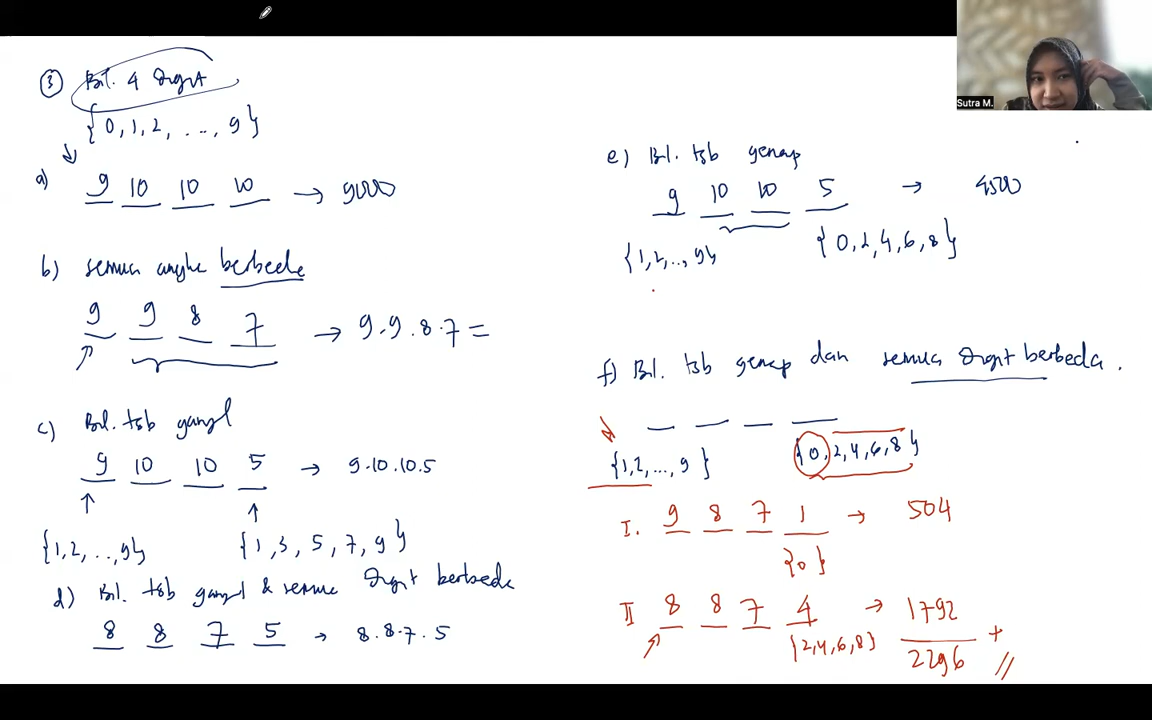 ③ Bil. 4 Digit
{0, 1, 2, ..., 9}
a) 9 10 10 10 → 9000
b) semua angka berbeda
9 9 8 7 → 9.9.8.7 =
c) Bil. tsb ganjil
9 10 10 5 → 9.10.10.5
{1, 2, .., 9} {1, 3, 5, 7, 9}
d) Bil. tsb ganjil & semua Digit berbeda
8 8 7 5 → 8.8.7.5
Sutra M.
e) Bil. tsb genap
9 10 10 5 → 4500
{1, 2, .., 9} {0, 2, 4, 6, 8}
f) Bil. tsb genap dan semua Digit berbeda.
{1, 2, ..., 9} {0, 2, 4, 6, 8}
I. 9 8 7 1 → 504
{0}
II 8 8 7 4 → 1792
{2, 4, 6, 8} +
2296 //